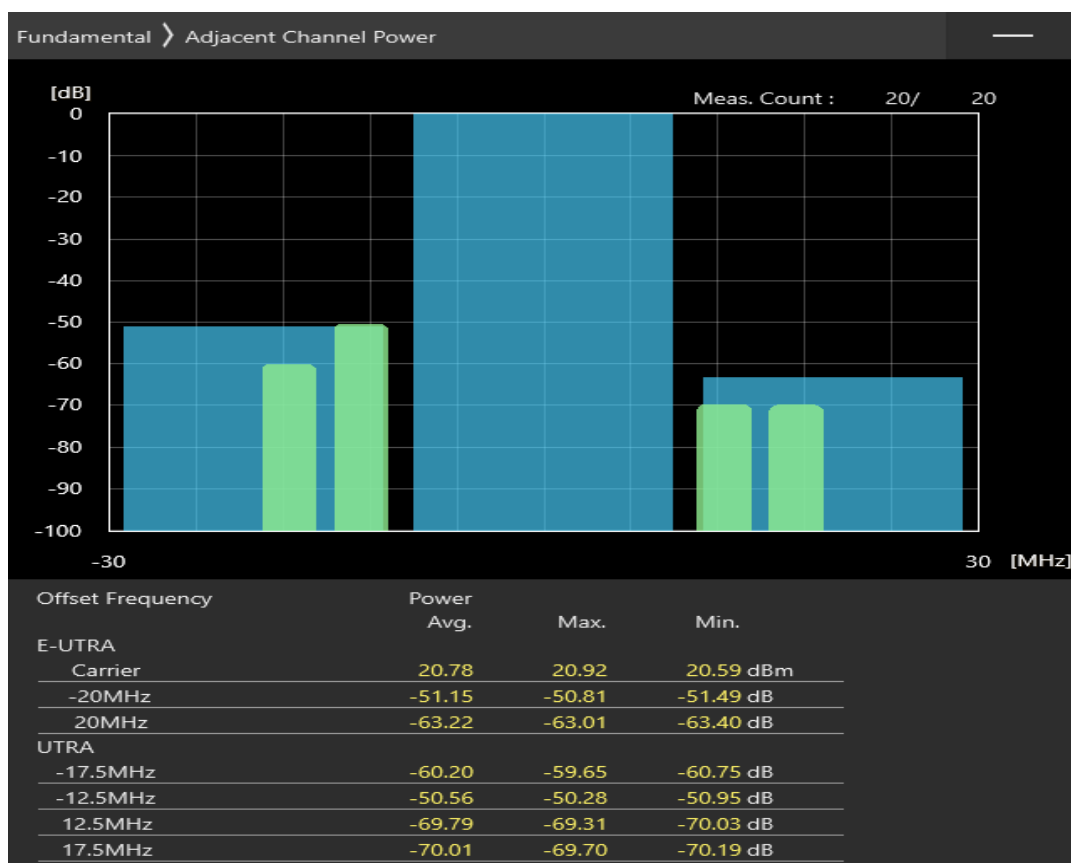 Fundamental ❯ Adjacent Channel Power
[dB]
Meas. Count : 20/ 20
0
-10
-20
-30
-40
-50
-60
-70
-80
-90
-100
-30 30 [MHz]
Offset Frequency Power
Avg. Max. Min.
E-UTRA
Carrier 20.78 20.92 20.59 dBm
-20MHz -51.15 -50.81 -51.49 dB
20MHz -63.22 -63.01 -63.40 dB
UTRA
-17.5MHz -60.20 -59.65 -60.75 dB
-12.5MHz -50.56 -50.28 -50.95 dB
12.5MHz -69.79 -69.31 -70.03 dB
17.5MHz -70.01 -69.70 -70.19 dB